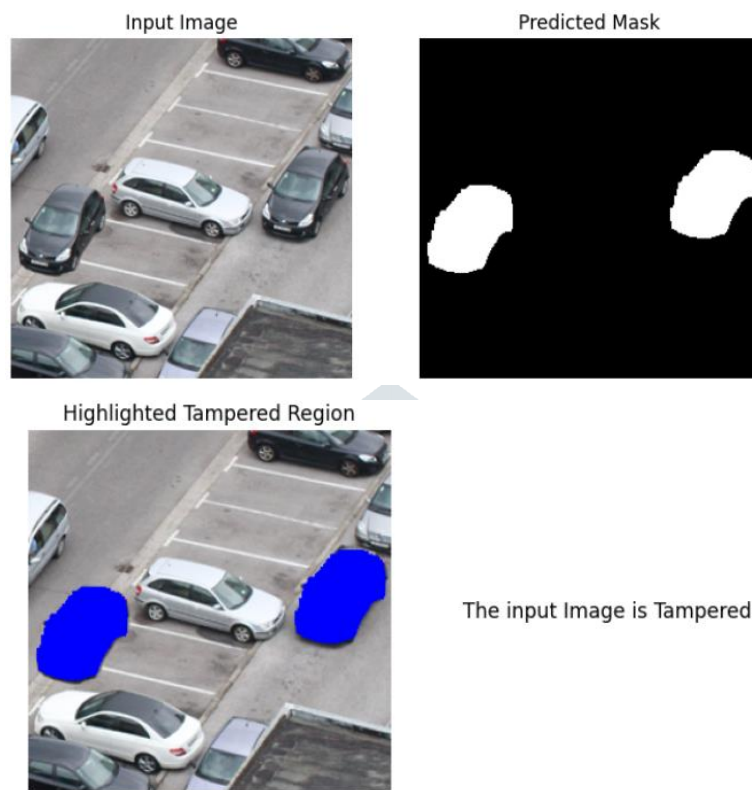 Input Image
Predicted Mask
Highlighted Tampered Region
The input Image is Tampered